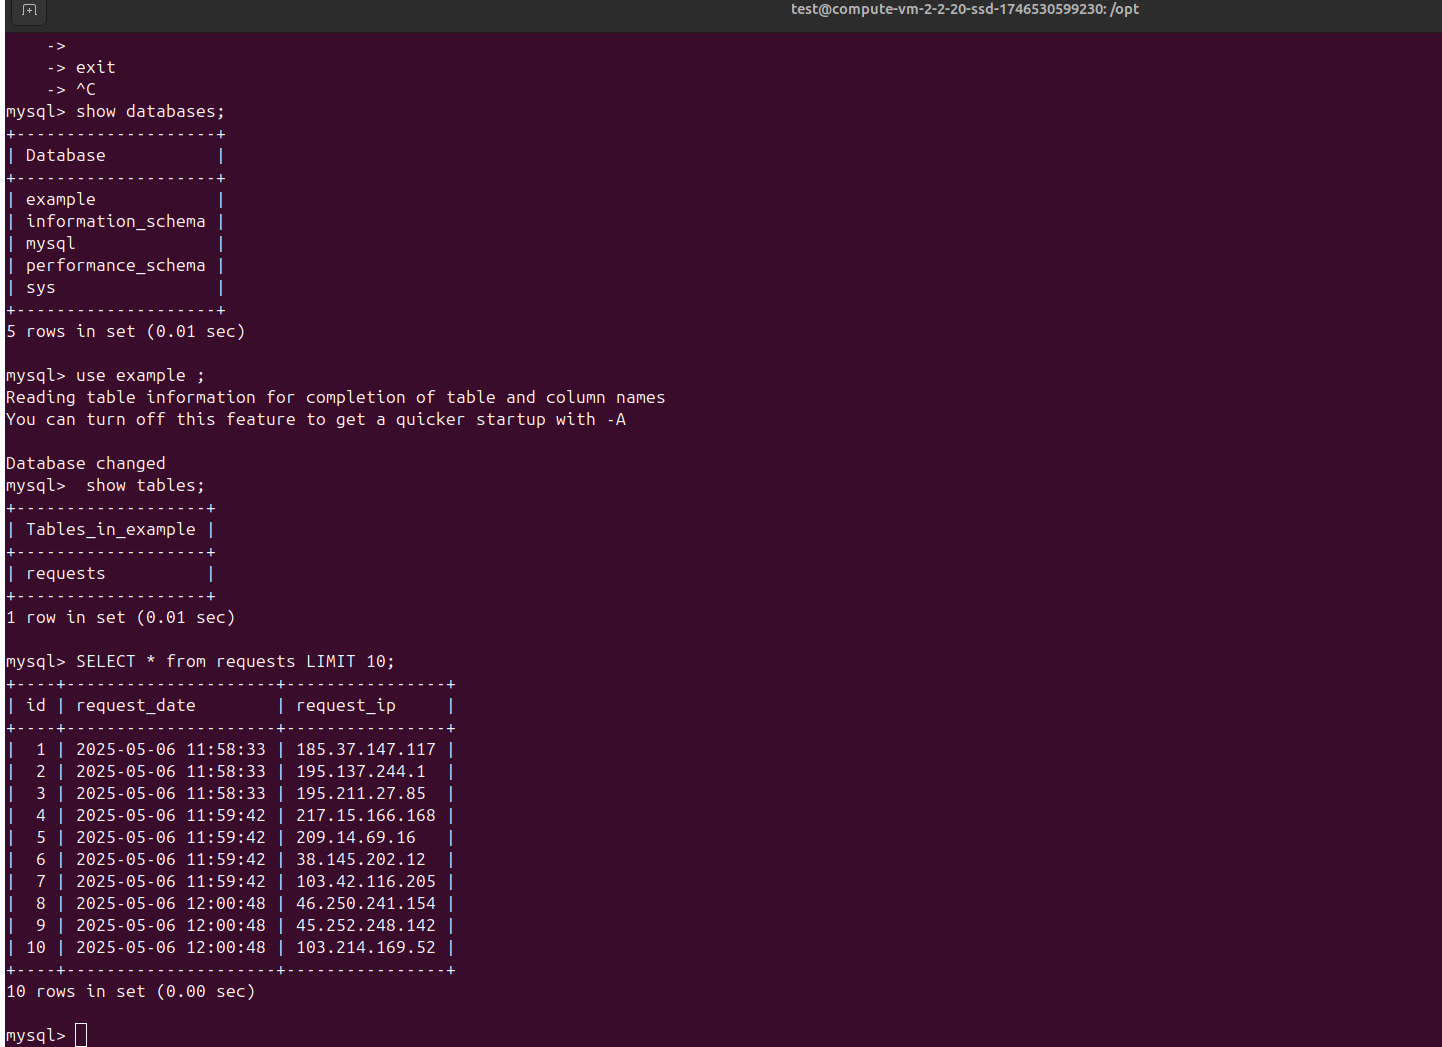 test@compute-vm-2-2-20-ssd-1746530599230: /opt
    ->
    -> exit
    -> ^C
mysql> show databases;
+--------------------+
| Database           |
+--------------------+
| example            |
| information_schema |
| mysql              |
| performance_schema |
| sys                |
+--------------------+
5 rows in set (0.01 sec)

mysql> use example ;
Reading table information for completion of table and column names
You can turn off this feature to get a quicker startup with -A

Database changed
mysql>  show tables;
+-------------------+
| Tables_in_example |
+-------------------+
| requests          |
+-------------------+
1 row in set (0.01 sec)

mysql> SELECT * from requests LIMIT 10;
+----+---------------------+----------------+
| id | request_date        | request_ip     |
+----+---------------------+----------------+
|  1 | 2025-05-06 11:58:33 | 185.37.147.117 |
|  2 | 2025-05-06 11:58:33 | 195.137.244.1  |
|  3 | 2025-05-06 11:58:33 | 195.211.27.85  |
|  4 | 2025-05-06 11:59:42 | 217.15.166.168 |
|  5 | 2025-05-06 11:59:42 | 209.14.69.16   |
|  6 | 2025-05-06 11:59:42 | 38.145.202.12  |
|  7 | 2025-05-06 11:59:42 | 103.42.116.205 |
|  8 | 2025-05-06 12:00:48 | 46.250.241.154 |
|  9 | 2025-05-06 12:00:48 | 45.252.248.142 |
| 10 | 2025-05-06 12:00:48 | 103.214.169.52 |
+----+---------------------+----------------+
10 rows in set (0.00 sec)

mysql>